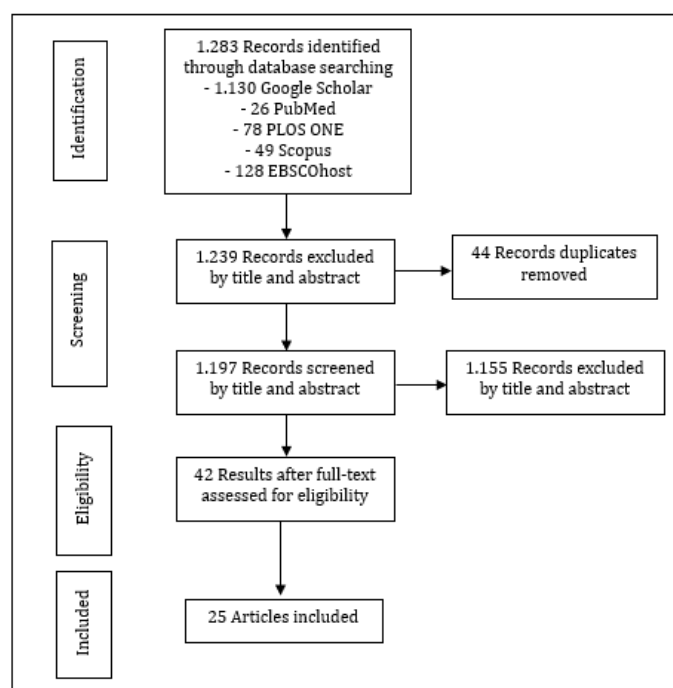 Identification
1.283 Records identified
through database searching
- 1.130 Google Scholar
- 26 PubMed
- 78 PLOS ONE
- 49 Scopus
- 128 EBSCOhost
Screening
1.239 Records excluded
by title and abstract
44 Records duplicates
removed
1.197 Records screened
by title and abstract
1.155 Records excluded
by title and abstract
Eligibility
42 Results after full-text
assessed for eligibility
Included
25 Articles included